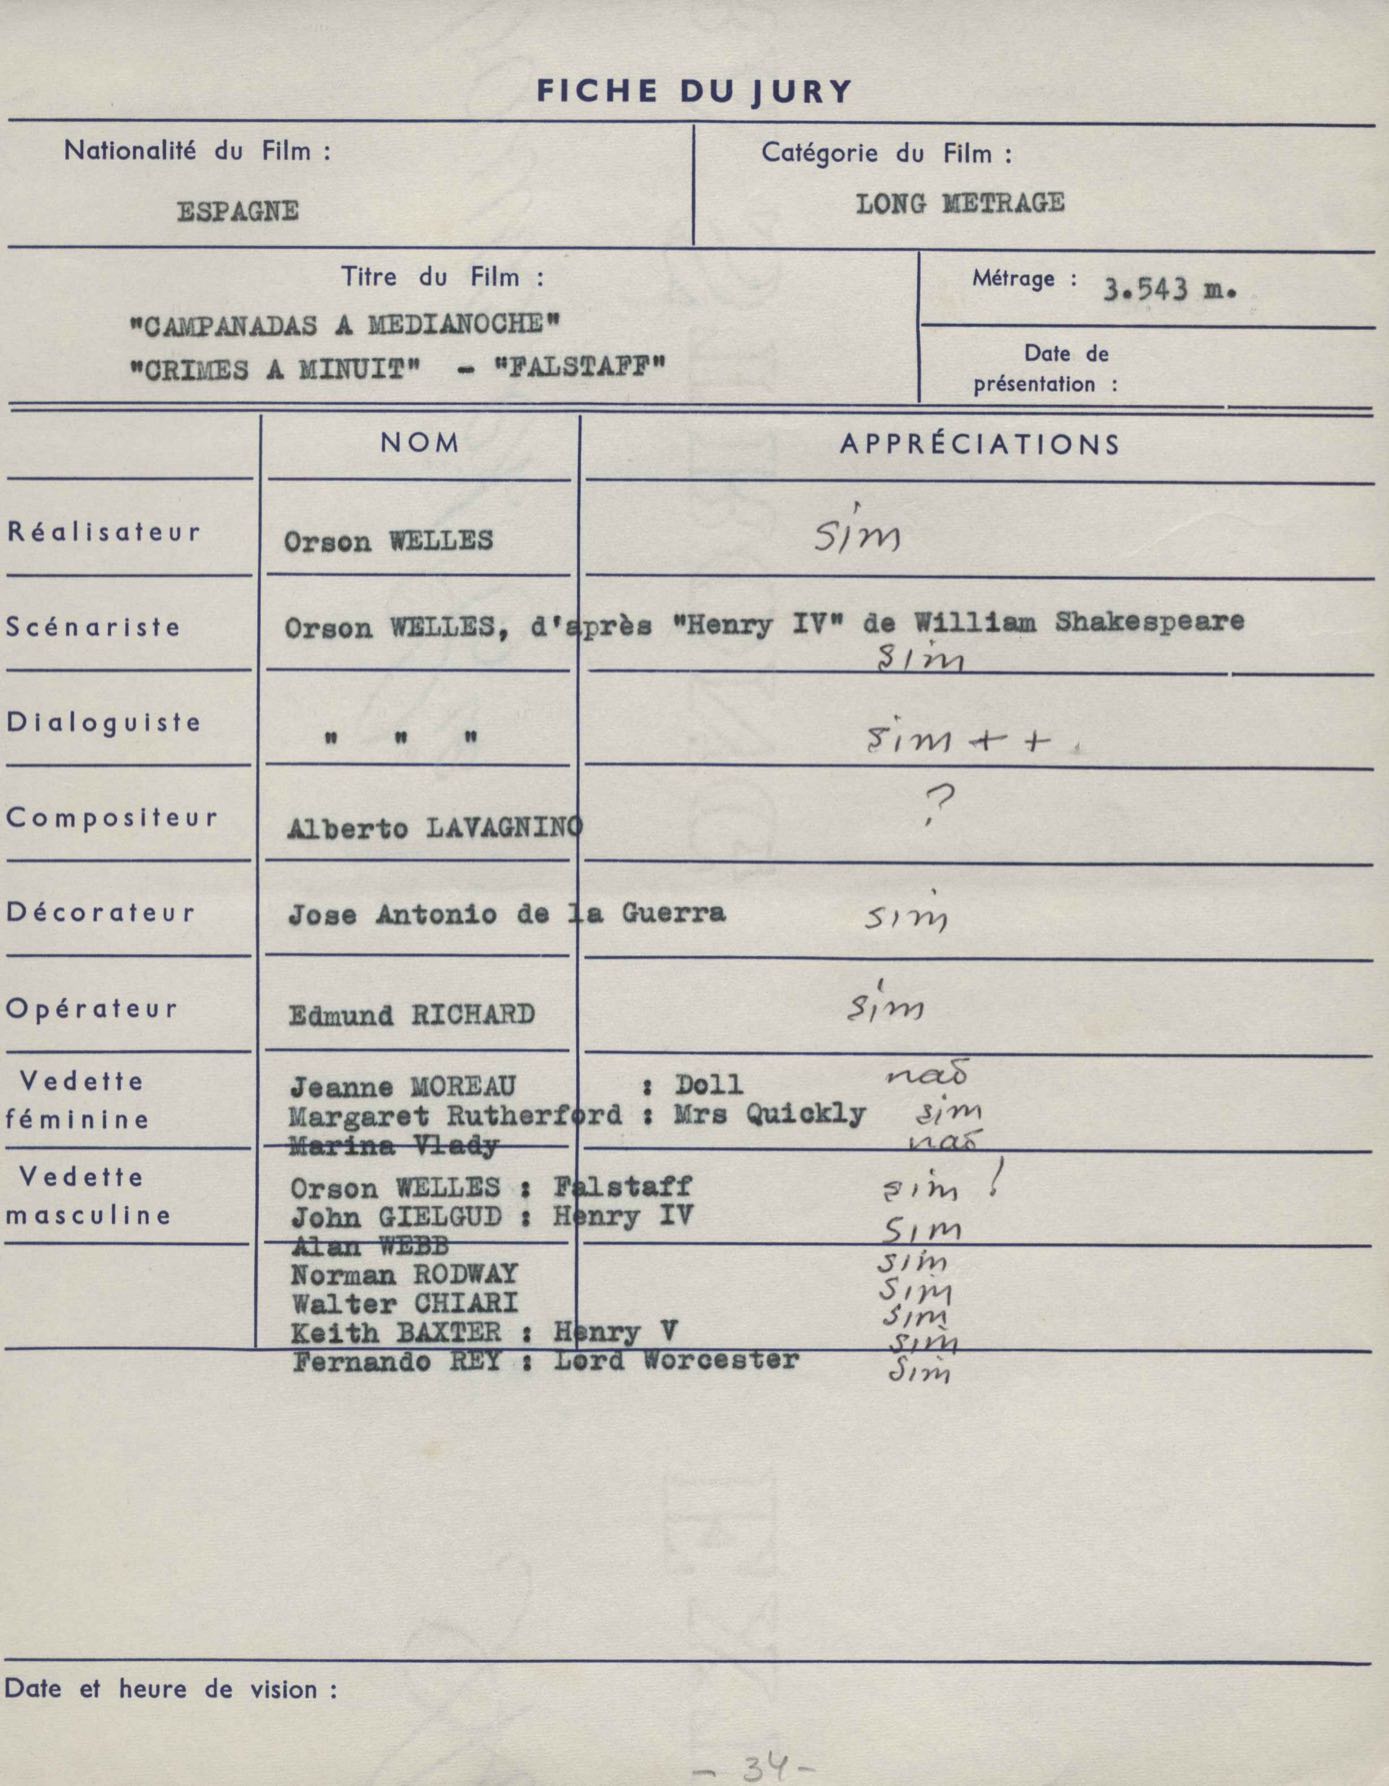 FICHE DU JURY
Nationalité du Film :
ESPAGNE
Catégorie du Film :
LONG METRAGE
Titre du Film :
"CAMPANADAS A MEDIANOCHE"
"CRIMES A MINUIT" - "FALSTAFF"
Métrage : 3.543 m.
Date de
présentation :
NOM
APPRÉCIATIONS
Réalisateur
Orson WELLES
sim
Scénariste
Orson WELLES, d'après "Henry IV" de William Shakespeare
sim
Dialoguiste
" " "
sim + +
Compositeur
Alberto LAVAGNINO
?
Décorateur
Jose Antonio de la Guerra
sim
Opérateur
Edmund RICHARD
sim
Vedette
féminine
Jeanne MOREAU : Doll não
Margaret Rutherford : Mrs Quickly sim
Marina Vlady não
Vedette
masculine
Orson WELLES : Falstaff sim !
John GIELGUD : Henry IV sim
Alan WEBB sim
Norman RODWAY sim
Walter CHIARI sim
Keith BAXTER : Henry V sim
Fernando REY : Lord Worcester sim
Date et heure de vision :
- 34 -